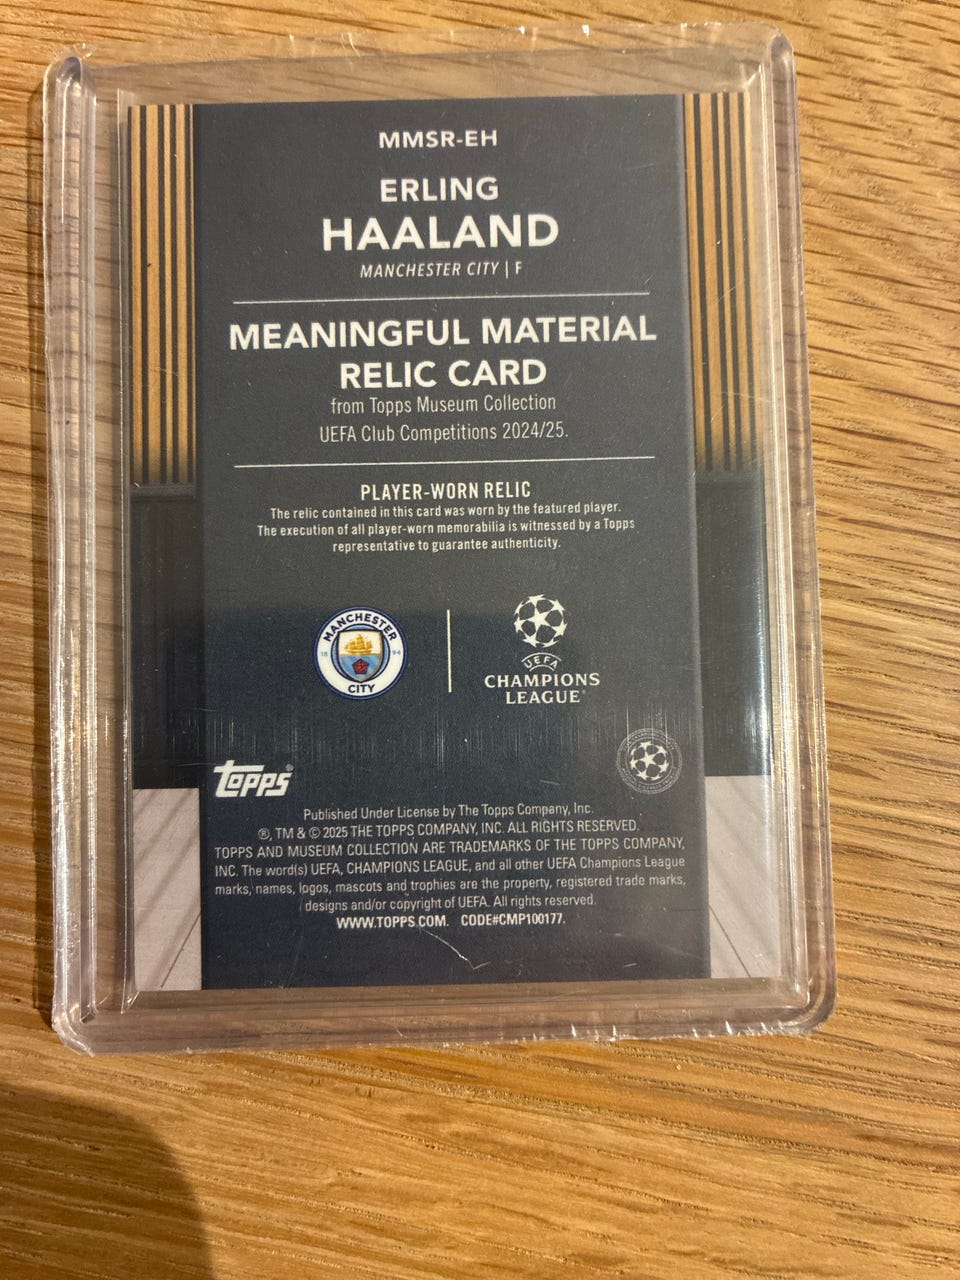 MMSR-EH
ERLING
HAALAND
MANCHESTER CITY | F
MEANINGFUL MATERIAL
RELIC CARD
from Topps Museum Collection
UEFA Club Competitions 2024/25.
PLAYER-WORN RELIC
The relic contained in this card was worn by the featured player.
The execution of all player-worn memorabilia is witnessed by a Topps
representative to guarantee authenticity.
MANCHESTER
18 94
CITY
UEFA
CHAMPIONS
LEAGUE®
Topps®
Published Under License by The Topps Company, Inc.
®, TM & © 2025 THE TOPPS COMPANY, INC. ALL RIGHTS RESERVED.
TOPPS AND MUSEUM COLLECTION ARE TRADEMARKS OF THE TOPPS COMPANY,
INC. The word(s) UEFA, CHAMPIONS LEAGUE, and all other UEFA Champions League
marks, names, logos, mascots and trophies are the property, registered trade marks,
designs and/or copyright of UEFA. All rights reserved.
WWW.TOPPS.COM. CODE#CMP100177.